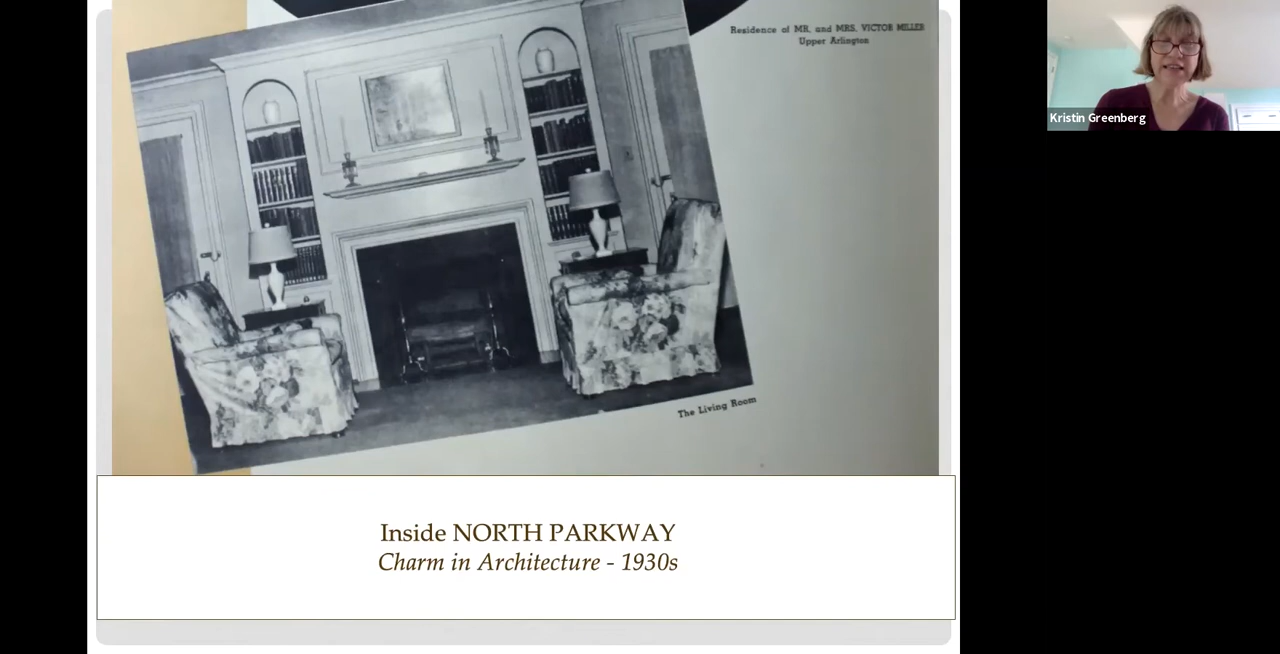 Residence of MR. and MRS. VICTOR MILLER
Upper Arlington
Kristin Greenberg
The Living Room
Inside NORTH PARKWAY
Charm in Architecture - 1930s